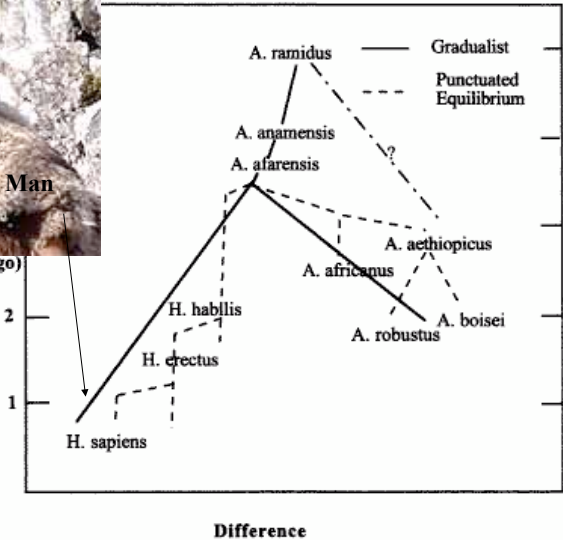 A. ramidus
Gradualist
Punctuated
Equilibrium
A. anamensis
?
A. afarensis
Man
A. aethiopicus
go)
A. africanus
H. habilis
2
A. boisei
A. robustus
H. erectus
1
H. sapiens
Difference